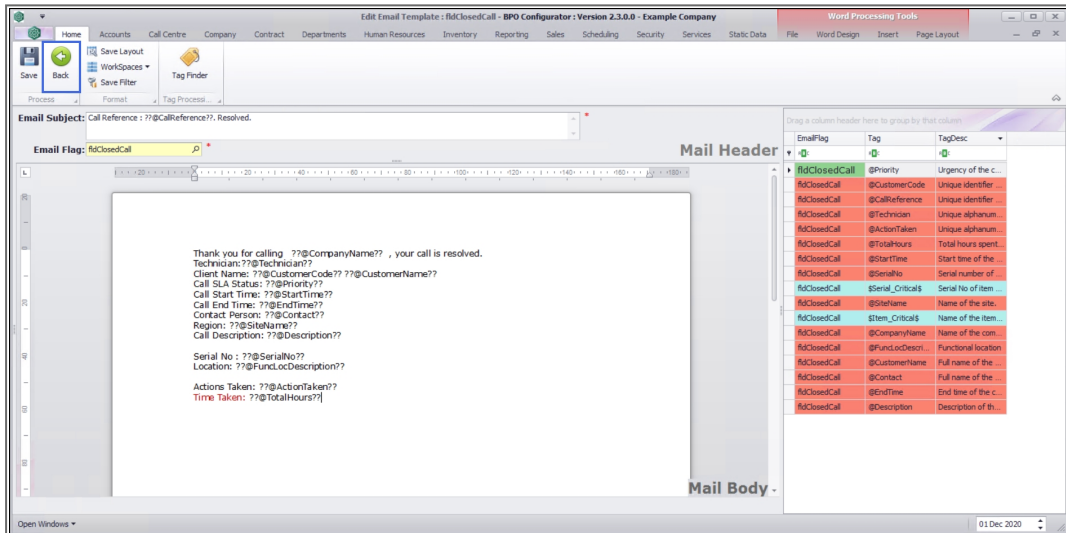 Edit Email Template : fldClosedCall - BPO Configurator : Version 2.3.0.0 - Example Company
Word Processing Tools
Home Accounts Call Centre Company Contract Departments Human Resources Inventory Reporting Sales Scheduling Security Services Static Data File Word Design Insert Page Layout
Save
Back
Save Layout
WorkSpaces
Save Filter
Tag Finder
Process
Format
Tag Processi...
Email Subject: Call Reference : ??@CallReference??. Resolved. *
Email Flag: fldClosedCall *
Mail Header
20 20 40 60 80 100 120 140 160 180
Thank you for calling ??@CompanyName?? , your call is resolved.
Technician:??@Technician??
Client Name: ??@CustomerCode?? ??@CustomerName??
Call SLA Status: ??@Priority??
Call Start Time: ??@StartTime??
Call End Time: ??@EndTime??
Contact Person: ??@Contact??
Region: ??@SiteName??
Call Description: ??@Description??
Serial No : ??@SerialNo??
Location: ??@FuncLocDescription??
Actions Taken: ??@ActionTaken??
Time Taken: ??@TotalHours??
Mail Body
Drag a column header here to group by that column
EmailFlag Tag TagDesc
fldClosedCall @Priority Urgency of the c...
fldClosedCall @CustomerCode Unique identifier ...
fldClosedCall @CallReference Unique identifier ...
fldClosedCall @Technician Unique alphanum...
fldClosedCall @ActionTaken Unique alphanum...
fldClosedCall @TotalHours Total hours spent...
fldClosedCall @StartTime Start time of the ...
fldClosedCall @SerialNo Serial number of ...
fldClosedCall $Serial_Critical$ Serial No of item ...
fldClosedCall @SiteName Name of the site.
fldClosedCall $Item_Critical$ Name of the item...
fldClosedCall @CompanyName Name of the com...
fldClosedCall @FuncLocDescri... Functional location
fldClosedCall @CustomerName Full name of the ...
fldClosedCall @Contact Full name of the ...
fldClosedCall @EndTime End time of the c...
fldClosedCall @Description Description of th...
Open Windows
01 Dec 2020